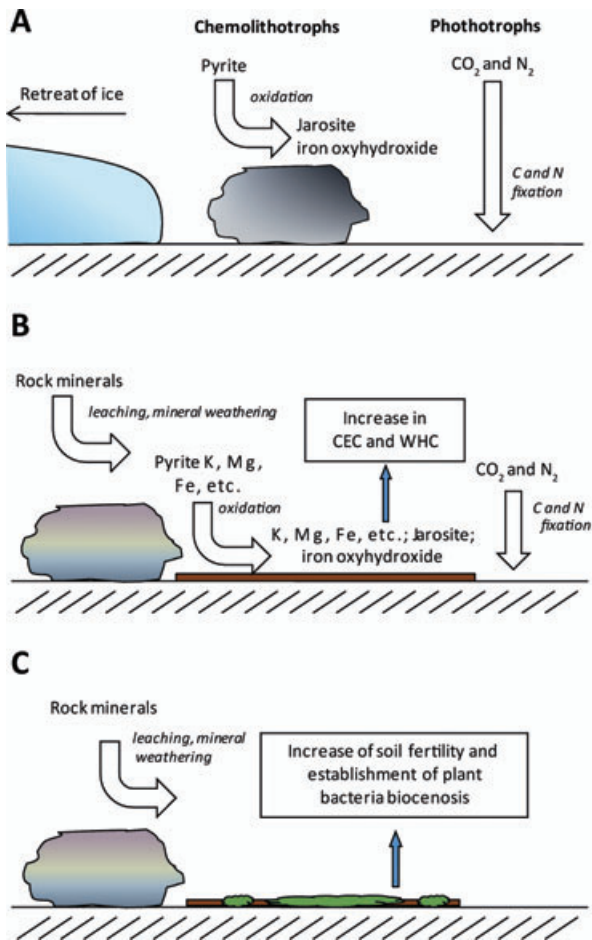 A
Chemolithotrophs
Phothotrophs
Retreat of ice
Pyrite
oxidation
Jarosite
iron oxyhydroxide
CO2 and N2
C and N
fixation
B
Rock minerals
leaching, mineral weathering
Pyrite K, Mg,
Fe, etc.
oxidation
Increase in
CEC and WHC
K, Mg, Fe, etc.; Jarosite;
iron oxyhydroxide
CO2 and N2
C and N
fixation
C
Rock minerals
leaching, mineral
weathering
Increase of soil fertility and
establishment of plant
bacteria biocenosis